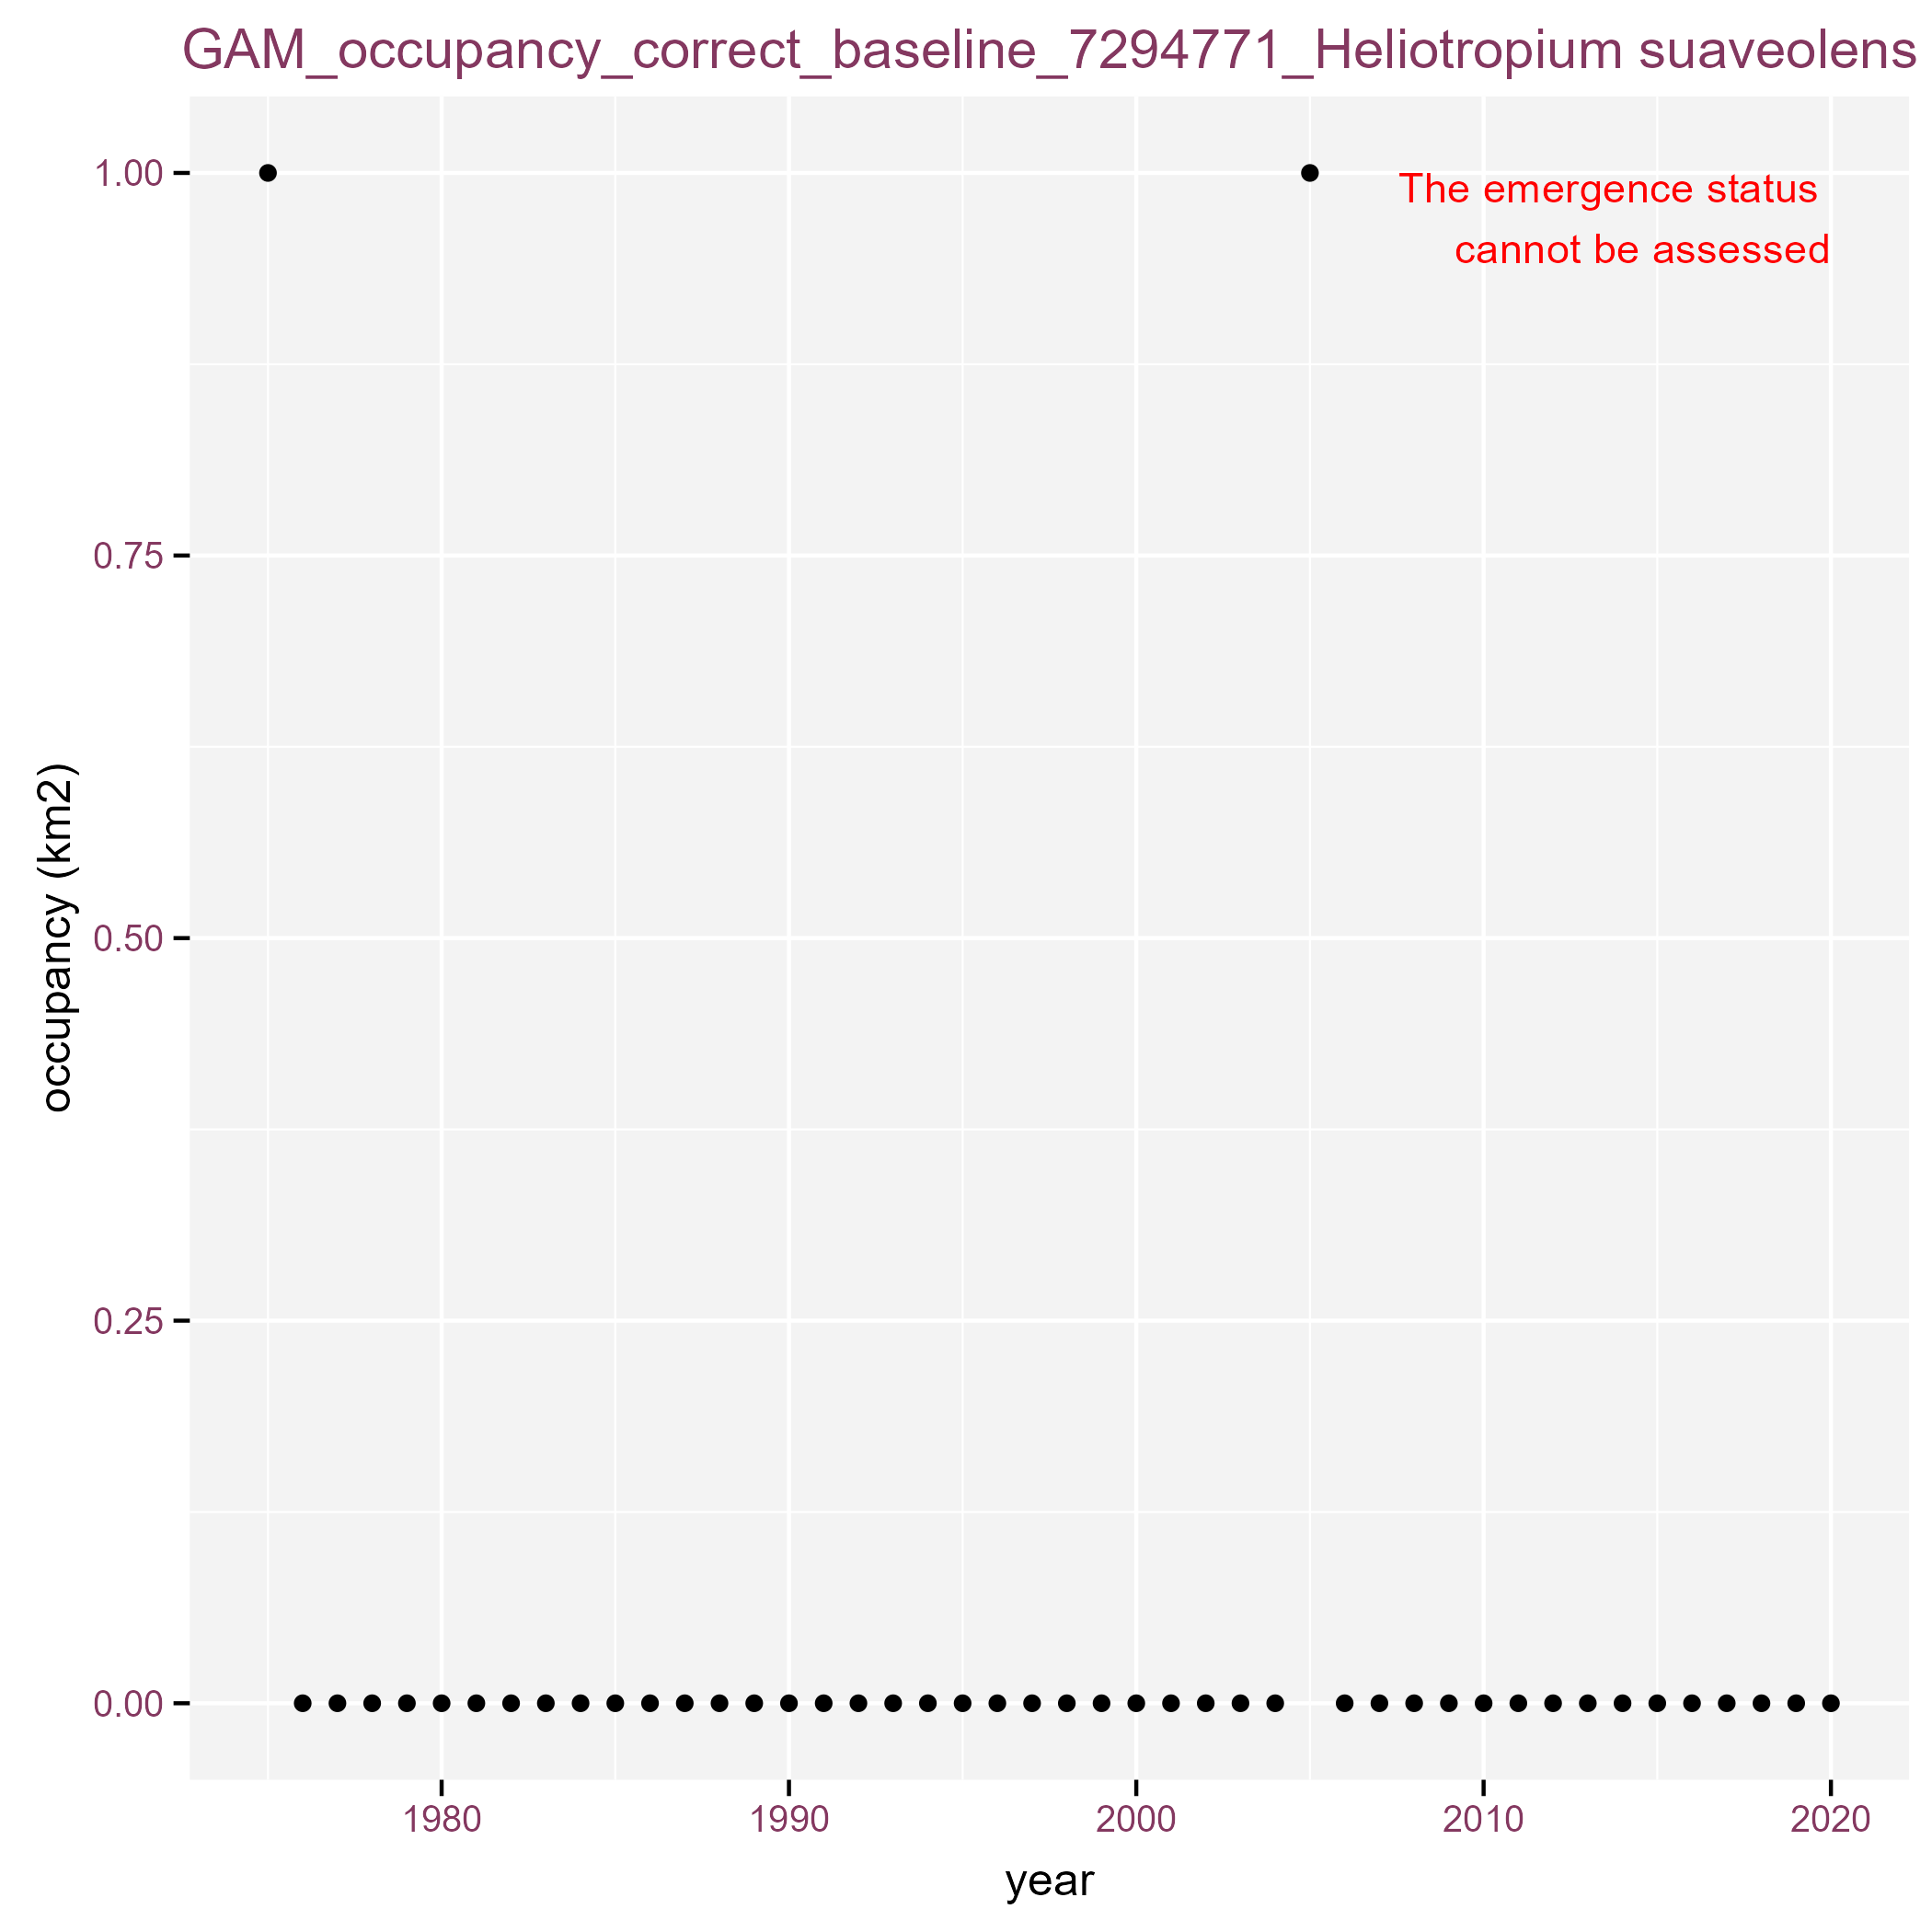 GAM_occupancy_correct_baseline_7294771_Heliotropium suaveolens
1.00
The emergence status
cannot be assessed
0.75
occupancy (km2)
0.50
0.25
0.00
1980
1990
2000
2010
2020
year